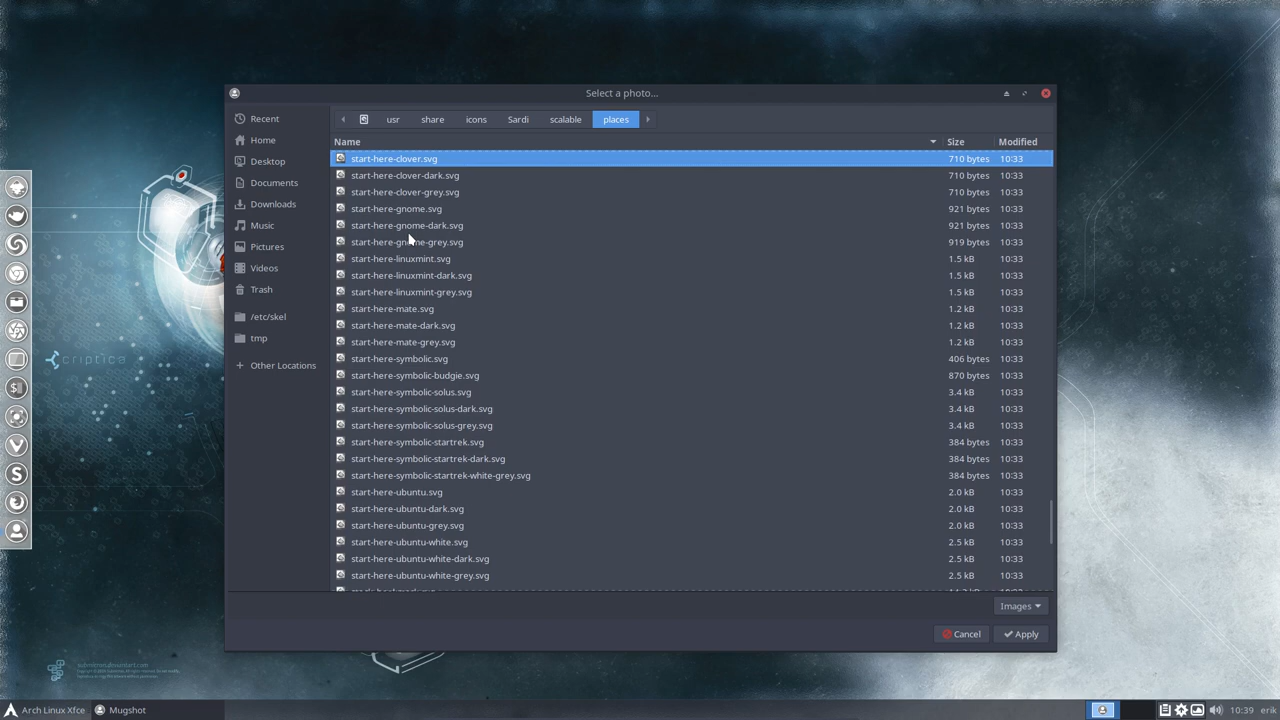 Select a photo...
Recent
Home
Desktop
Documents
Downloads
Music
Pictures
Videos
Trash
/etc/skel
tmp
Other Locations
usr share icons Sardi scalable places
Name Size Modified
start-here-clover.svg 710 bytes 10:33
start-here-clover-dark.svg 710 bytes 10:33
start-here-clover-grey.svg 710 bytes 10:33
start-here-gnome.svg 921 bytes 10:33
start-here-gnome-dark.svg 921 bytes 10:33
start-here-gnome-grey.svg 919 bytes 10:33
start-here-linuxmint.svg 1.5 kB 10:33
start-here-linuxmint-dark.svg 1.5 kB 10:33
start-here-linuxmint-grey.svg 1.5 kB 10:33
start-here-mate.svg 1.2 kB 10:33
start-here-mate-dark.svg 1.2 kB 10:33
start-here-mate-grey.svg 1.2 kB 10:33
start-here-symbolic.svg 406 bytes 10:33
start-here-symbolic-budgie.svg 870 bytes 10:33
start-here-symbolic-solus.svg 3.4 kB 10:33
start-here-symbolic-solus-dark.svg 3.4 kB 10:33
start-here-symbolic-solus-grey.svg 3.4 kB 10:33
start-here-symbolic-startrek.svg 384 bytes 10:33
start-here-symbolic-startrek-dark.svg 384 bytes 10:33
start-here-symbolic-startrek-white-grey.svg 384 bytes 10:33
start-here-ubuntu.svg 2.0 kB 10:33
start-here-ubuntu-dark.svg 2.0 kB 10:33
start-here-ubuntu-grey.svg 2.0 kB 10:33
start-here-ubuntu-white.svg 2.5 kB 10:33
start-here-ubuntu-white-dark.svg 2.5 kB 10:33
start-here-ubuntu-white-grey.svg 2.5 kB 10:33
Images
Cancel Apply
criptica
Arch Linux Xfce Mugshot 10:39 erik